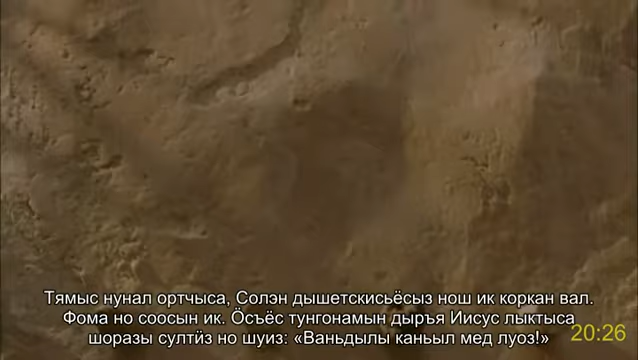 Тямыс нунал ортчыса, Солэн дышетскисьёсыз нош ик коркан вал.
Фома но соосын ик. Ӧсъёс тунгонамын дыръя Иисус лыктыса
шоразы султӥз но шуиз: «Ваньдылы каньыл мед луоз!»
20:26